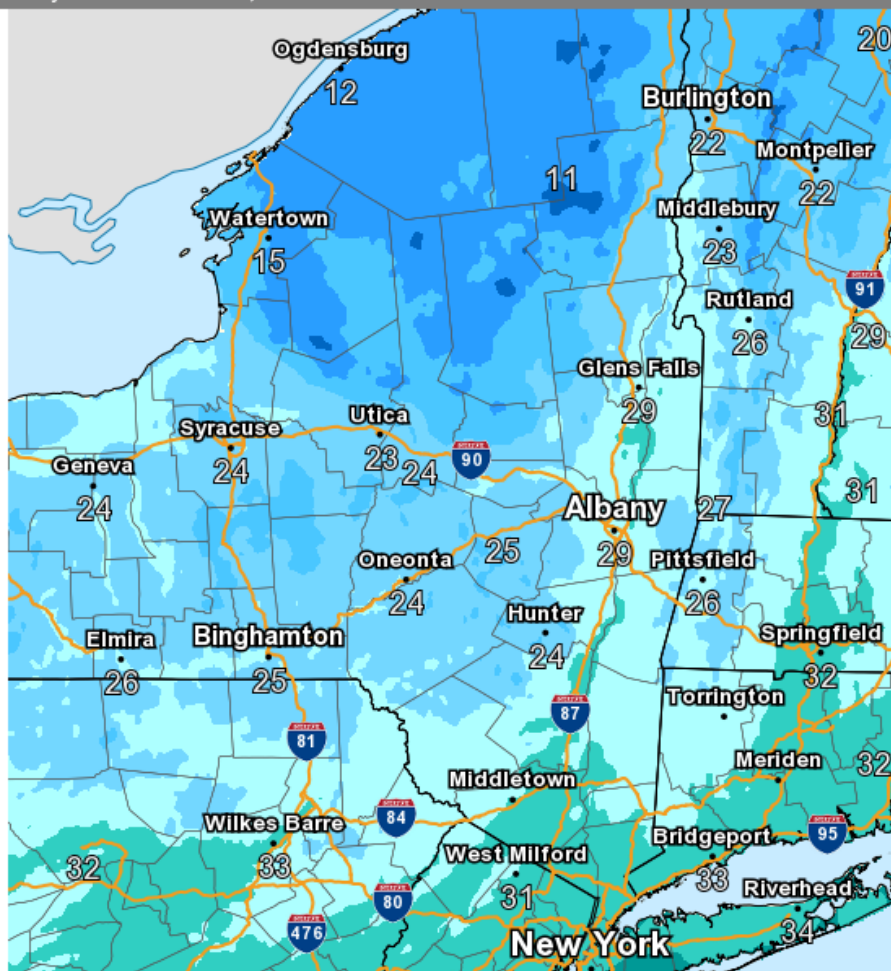 20
Ogdensburg
12
Burlington
22
Montpelier
22
11
Middlebury
23
Watertown
15
91
Rutland
26
29
Glens Falls
29
31
Utica
23
24
Syracuse
24
90
Geneva
24
31
Albany
29
27
25
Pittsfield
26
Oneonta
24
Hunter
24
Elmira
26
Binghamton
25
Springfield
32
Torrington
87
81
Meriden
32
Middletown
84
Wilkes Barre
33
Bridgeport
33
95
West Milford
31
32
80
Riverhead
34
476
New York